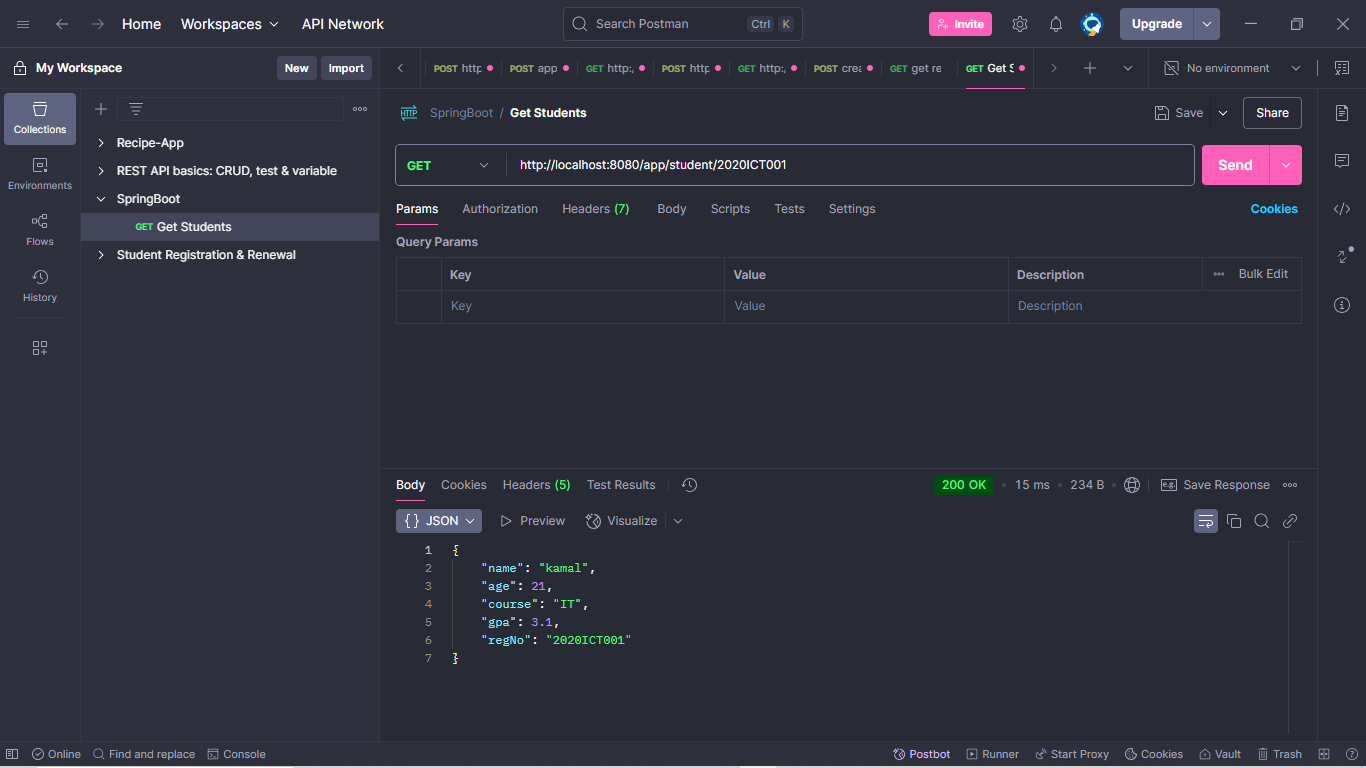 Home Workspaces API Network Search Postman Ctrl K Invite Upgrade
My Workspace New Import POST http POST app GET http:, POST http GET http:, POST crea GET get re GET Get S No environment
Collections
Environments
Flows
History
Recipe-App
REST API basics: CRUD, test & variable
SpringBoot
GET Get Students
Student Registration & Renewal
HTTP SpringBoot / Get Students Save Share
GET http://localhost:8080/app/student/2020ICT001 Send
Params Authorization Headers (7) Body Scripts Tests Settings Cookies
Query Params
Key Value Description Bulk Edit
Key Value Description
Body Cookies Headers (5) Test Results 200 OK • 15 ms • 234 B • e.g. Save Response
{} JSON Preview Visualize
1 {
2 "name": "kamal",
3 "age": 21,
4 "course": "IT",
5 "gpa": 3.1,
6 "regNo": "2020ICT001"
7 }
Online Find and replace Console Postbot Runner Start Proxy Cookies Vault Trash